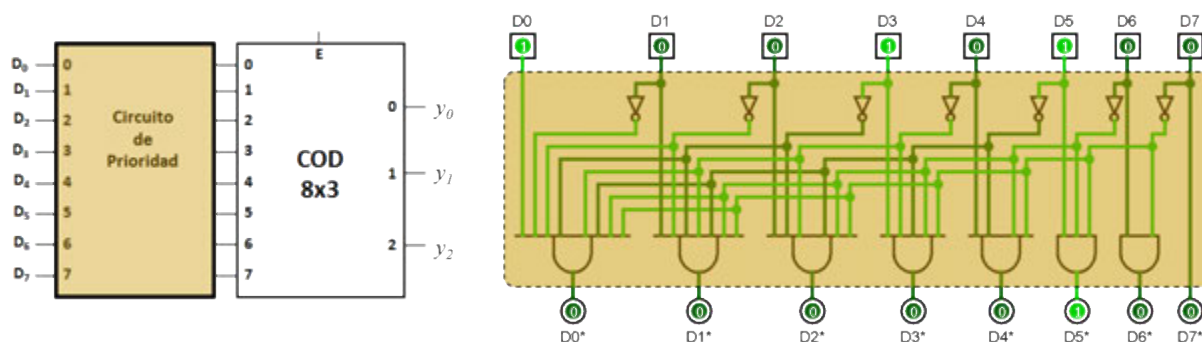 D0 D1 D2 D3 D4 D5 D6 D7
1 0 0 1 0 1 0 0
E
D0 0 0
D1 1 1
D2 2 2
D3 3 3
D4 4 4
D5 5 5
D6 6 6
D7 7 7
Circuito
de
Prioridad
COD
8x3
0 y0
1 y1
2 y2
0 0 0 0 0 1 0 0
D0* D1* D2* D3* D4* D5* D6* D7*